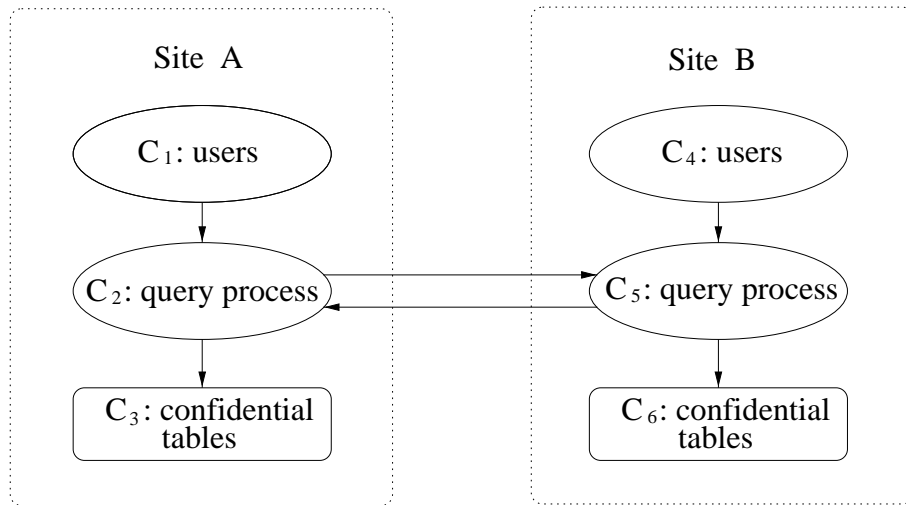 Site A
C₁: users
C₂: query process
C₃: confidential
tables
Site B
C₄: users
C₅: query process
C₆: confidential
tables